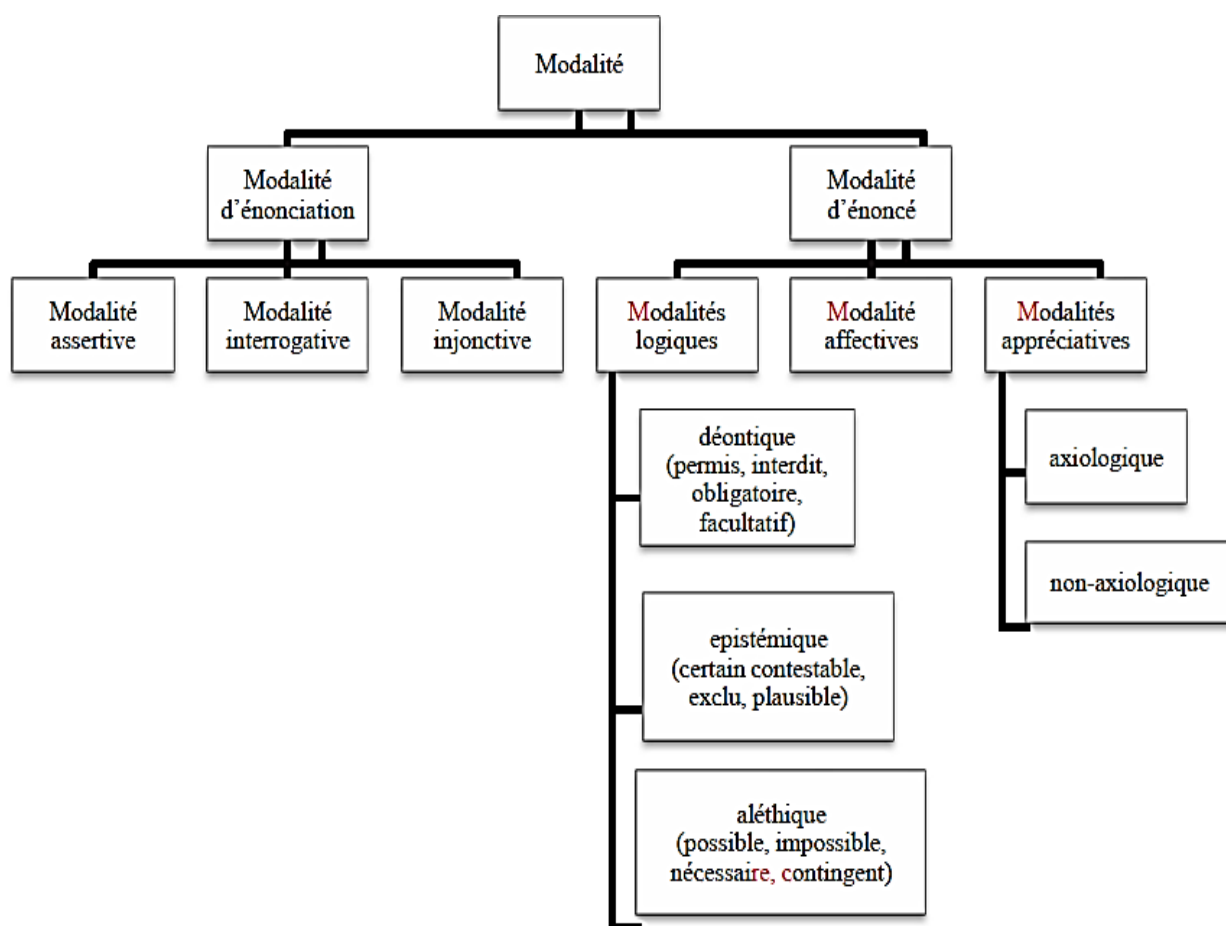 Modalité
Modalité
d'énonciation
Modalité
d'énoncé
Modalité
assertive
Modalité
interrogative
Modalité
injonctive
Modalités
logiques
Modalité
affectives
Modalités
appréciatives
déontique
(permis, interdit,
obligatoire,
facultatif)
epistémique
(certain contestable,
exclu, plausible)
aléthique
(possible, impossible,
nécessaire, contingent)
axiologique
non-axiologique